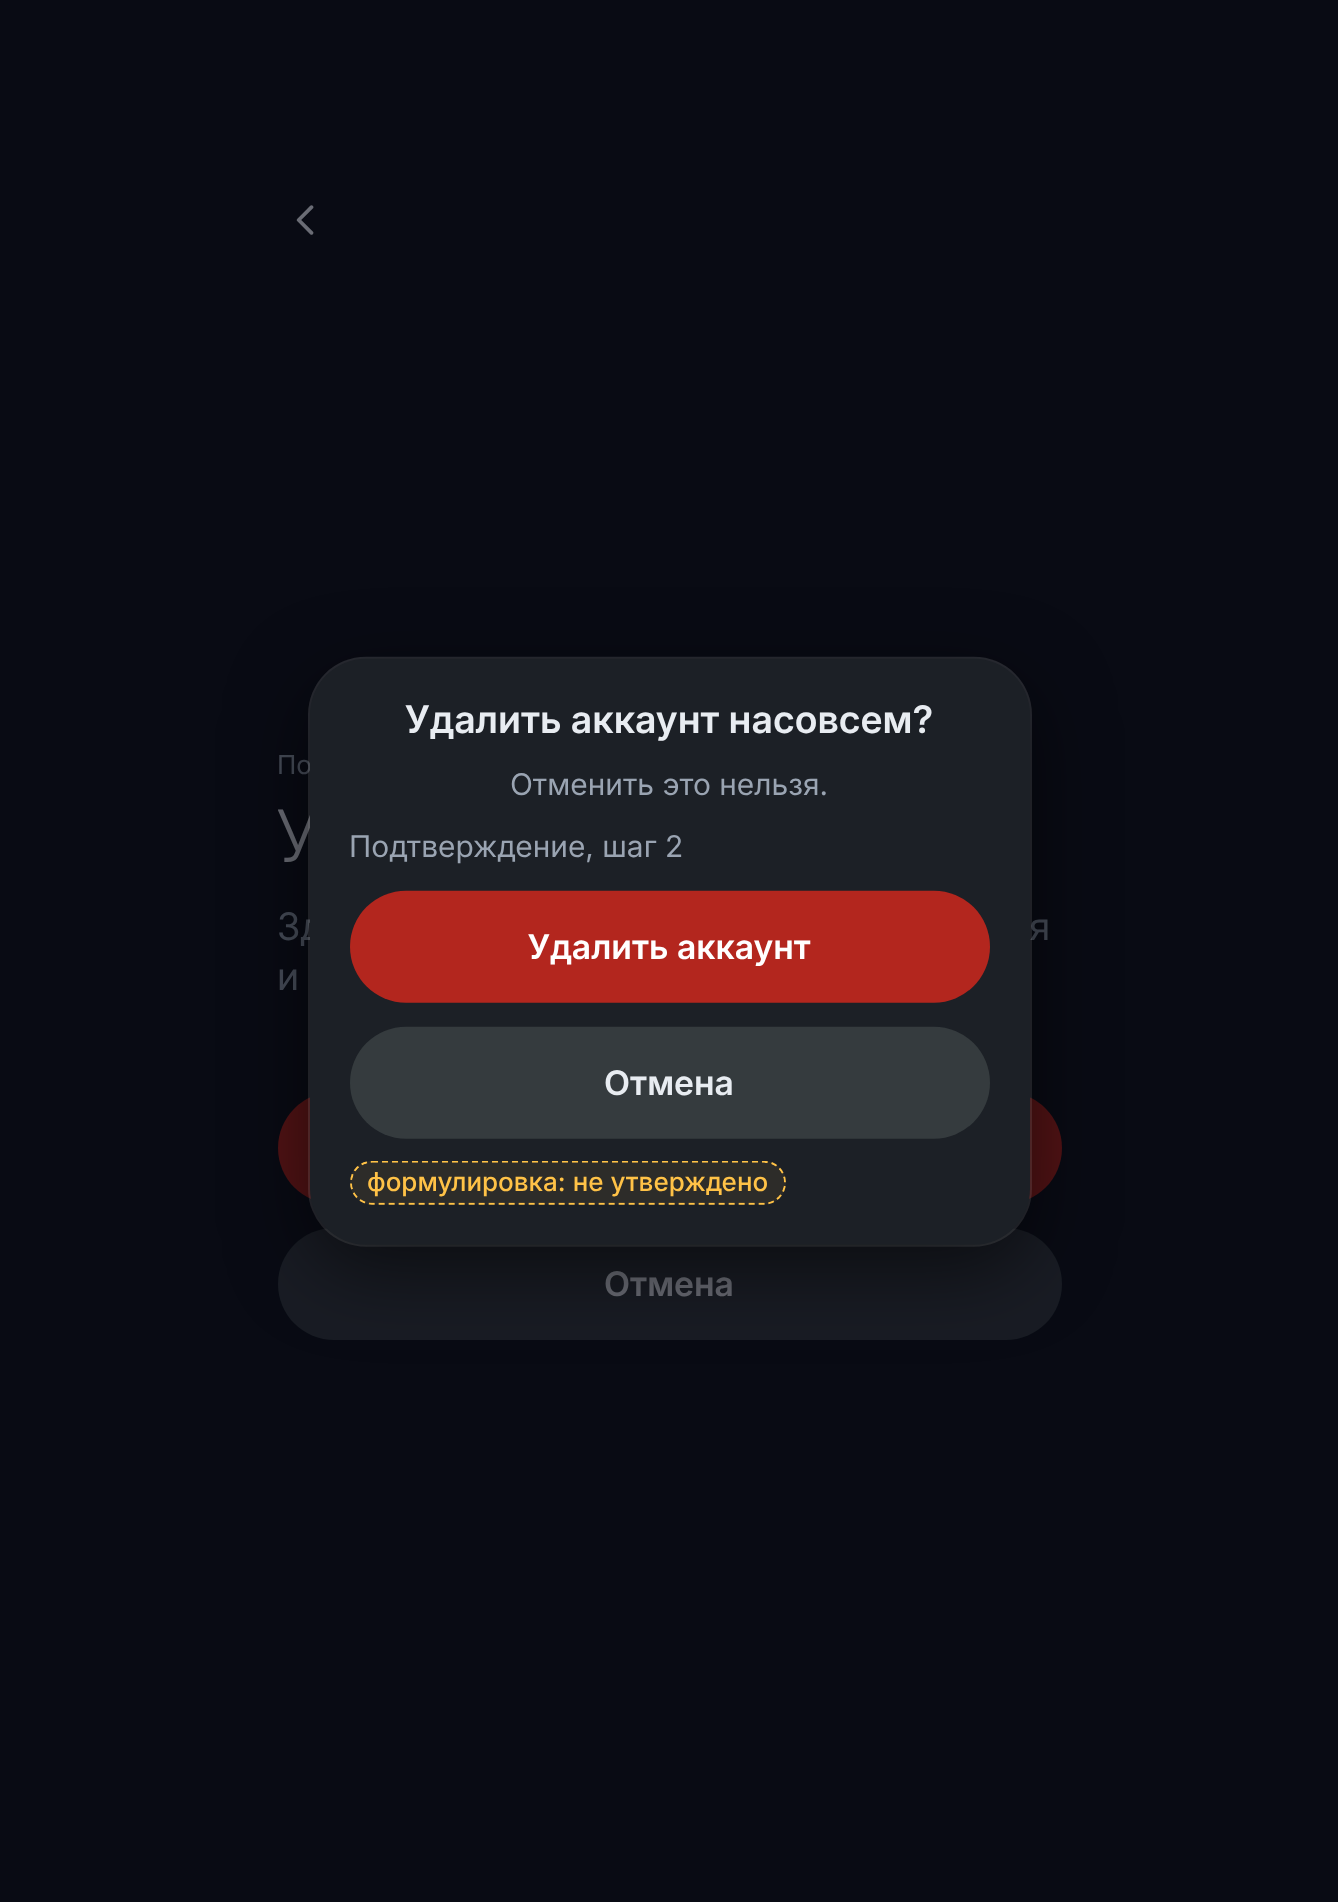 Удалить аккаунт насовсем?
Отменить это нельзя.
Подтверждение, шаг 2
Удалить аккаунт
Отмена
формулировка: не утверждено
и
Отмена